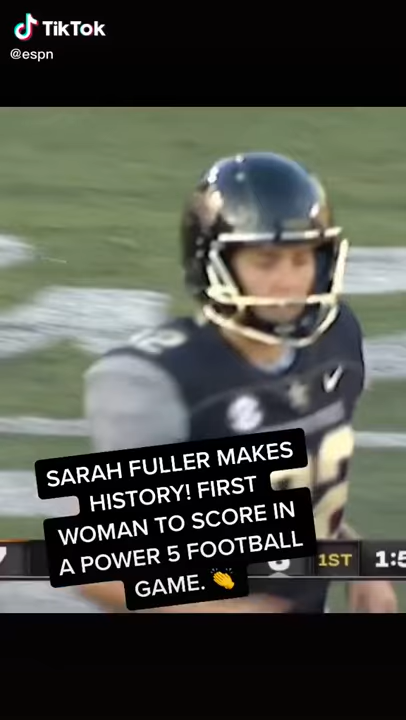 TikTok
@espn
SARAH FULLER MAKES
HISTORY! FIRST
WOMAN TO SCORE IN
A POWER 5 FOOTBALL
GAME. 👏
1ST 1:5